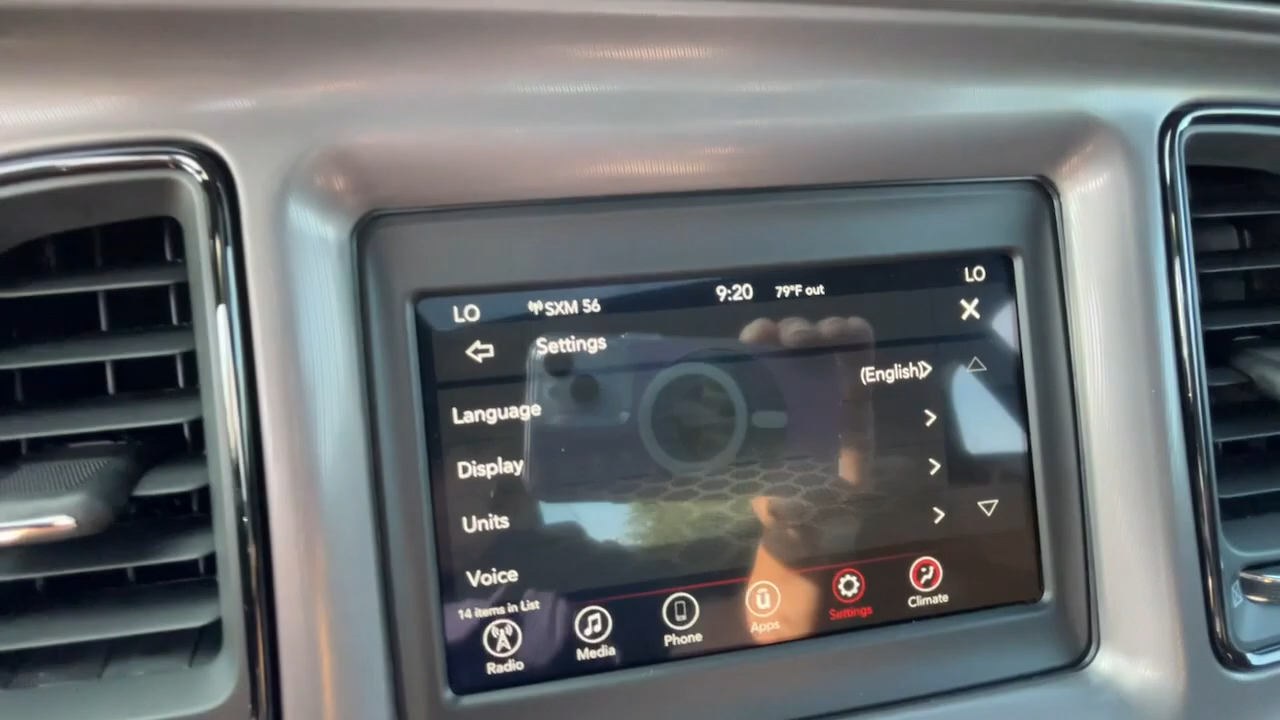 LO SXM 56 9:20 79°F out LO
Settings
Language (English)
Display
Units
Voice
14 items in List
Radio Media Phone Apps Settings Climate